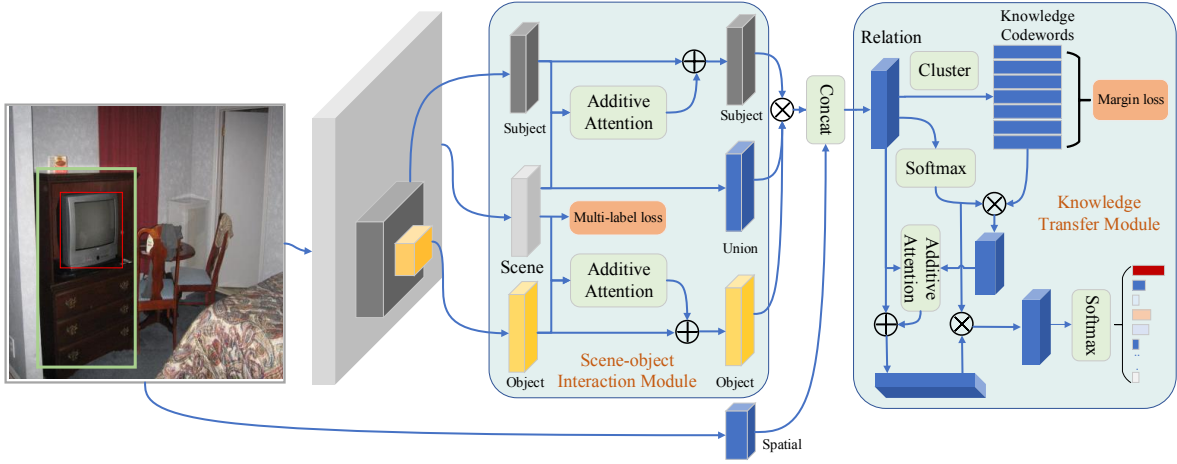 Subject
Additive
Attention
Subject
Scene
Multi-label loss
Union
Additive
Attention
Object
Scene-object
Interaction Module
Object
Spatial
Concat
Relation
Cluster
Knowledge
Codewords
Margin loss
Softmax
Knowledge
Transfer Module
Additive
Attention
Softmax